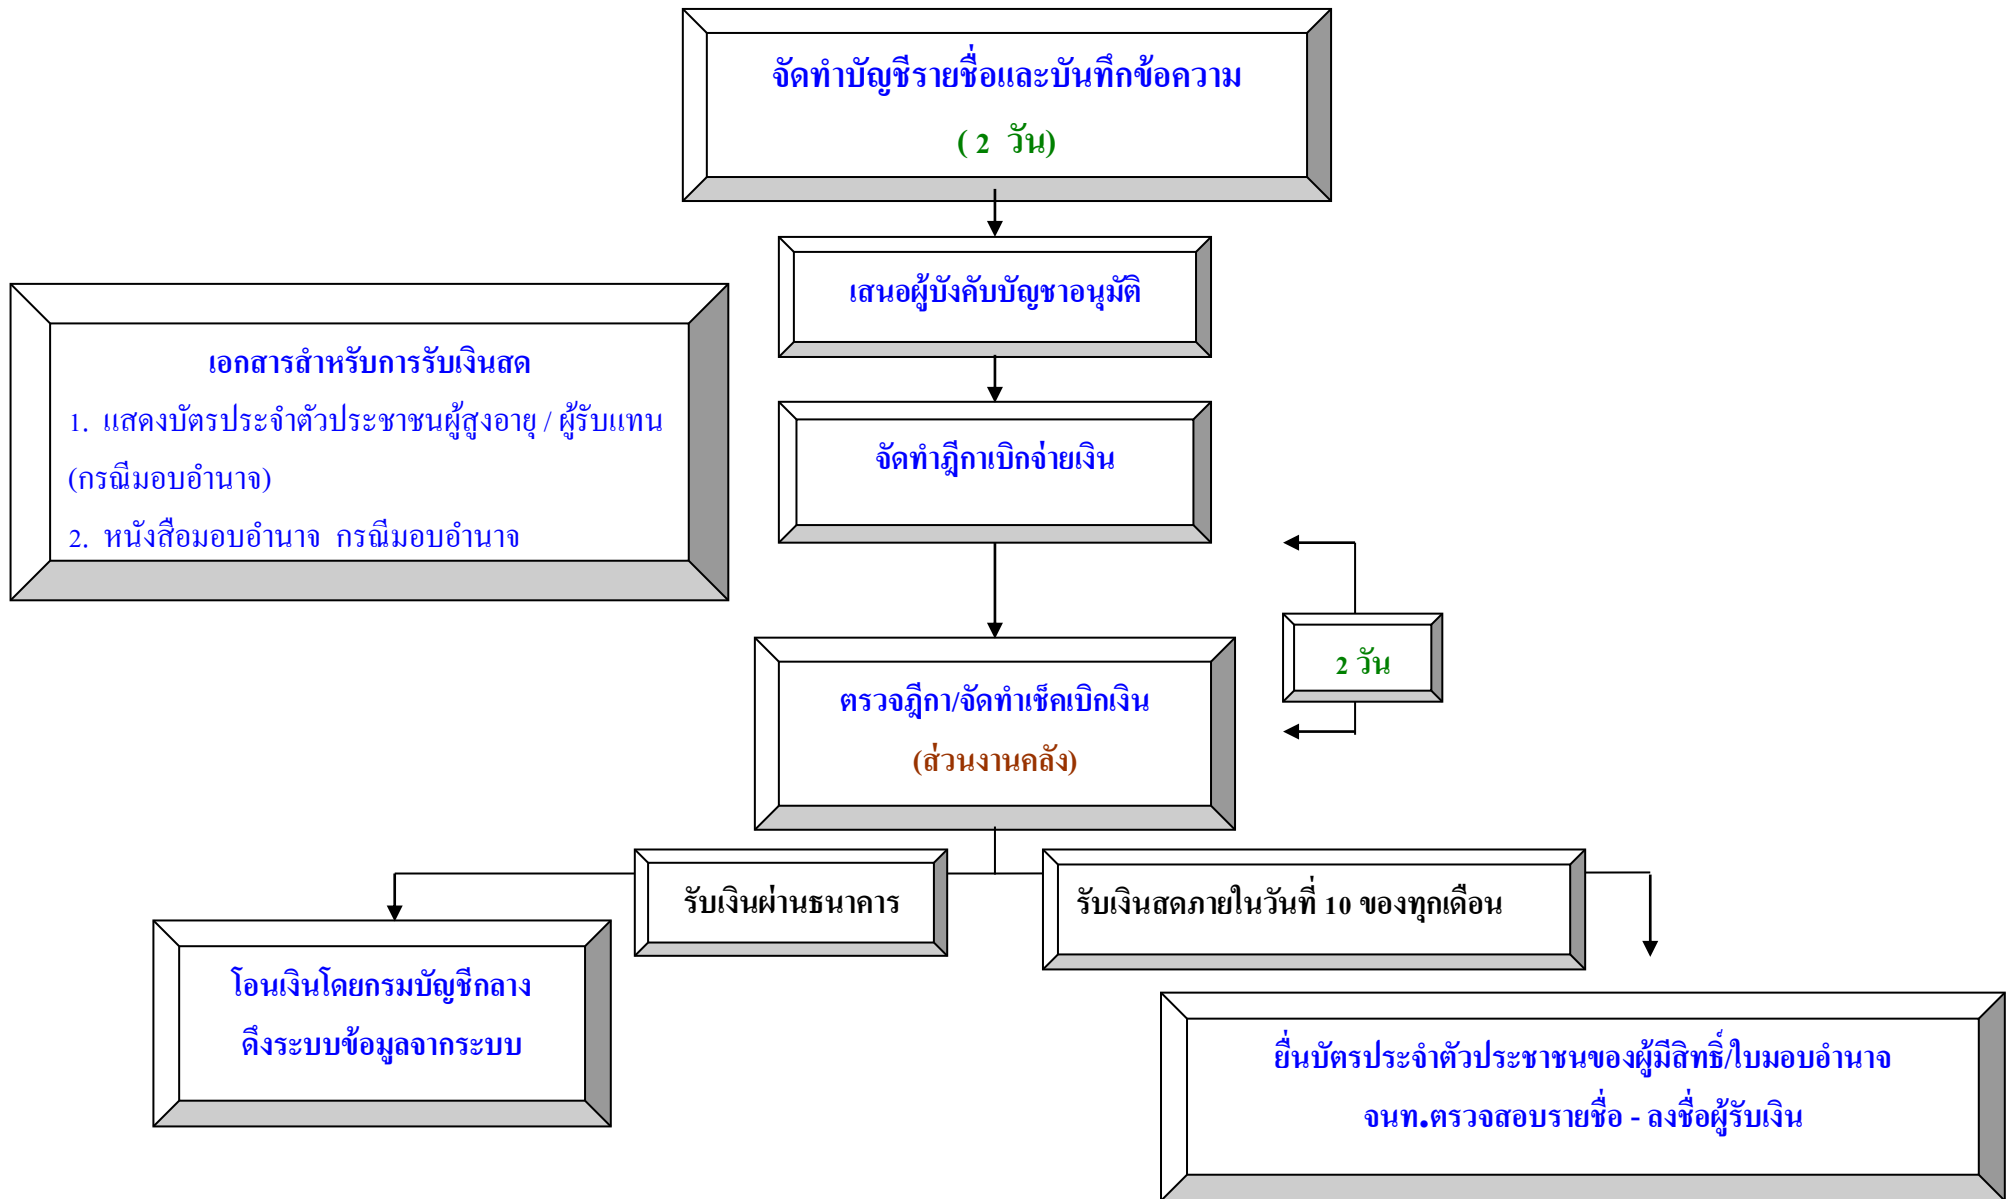 จัดทำบัญชีรายชื่อและบันทึกข้อความ
( 2 วัน)
เสนอผู้บังคับบัญชาอนุมัติ
เอกสารสำหรับการรับเงินสด
1. แสดงบัตรประจำตัวประชาชนผู้สูงอายุ / ผู้รับแทน
(กรณีมอบอำนาจ)
2. หนังสือมอบอำนาจ กรณีมอบอำนาจ
จัดทำฎีกาเบิกจ่ายเงิน
2 วัน
ตรวจฎีกา/จัดทำเช็คเบิกเงิน
(ส่วนงานคลัง)
รับเงินผ่านธนาคาร
รับเงินสดภายในวันที่ 10 ของทุกเดือน
โอนเงินโดยกรมบัญชีกลาง
ดึงระบบข้อมูลจากระบบ
ยื่นบัตรประจำตัวประชาชนของผู้มีสิทธิ์/ใบมอบอำนาจ
จนท.ตรวจสอบรายชื่อ - ลงชื่อผู้รับเงิน